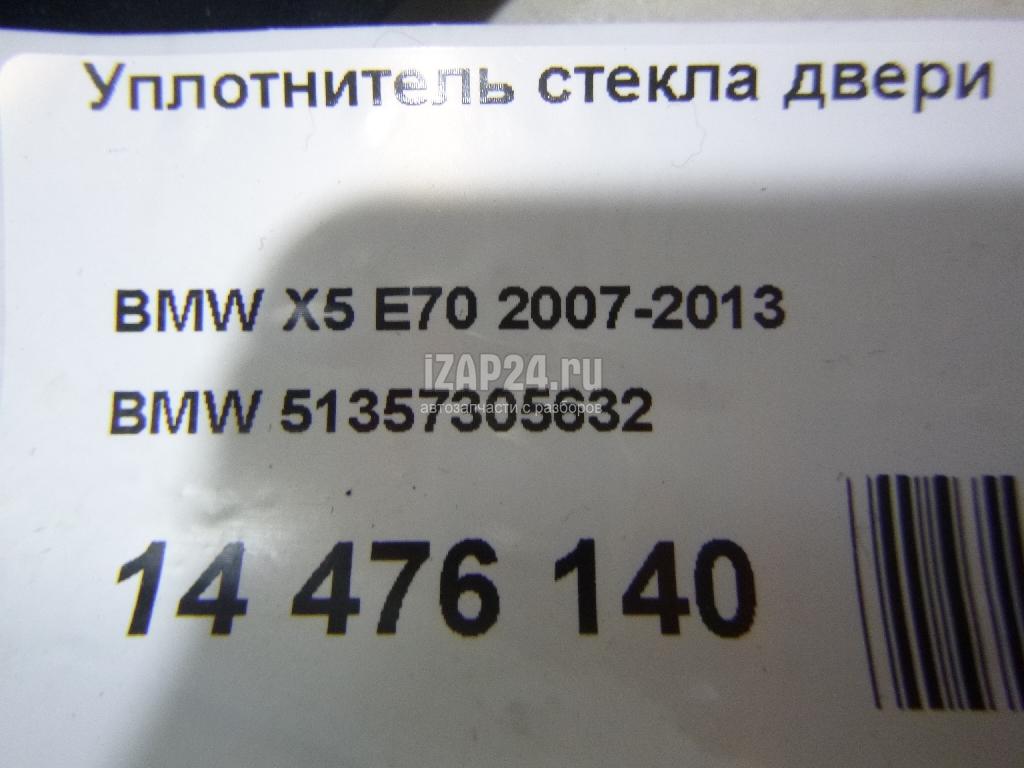 Уплотнитель стекла двери
BMW X5 E70 2007-2013
iZAP24.ru
автозапчасти с разборов
BMW 51357305632
14 476 140